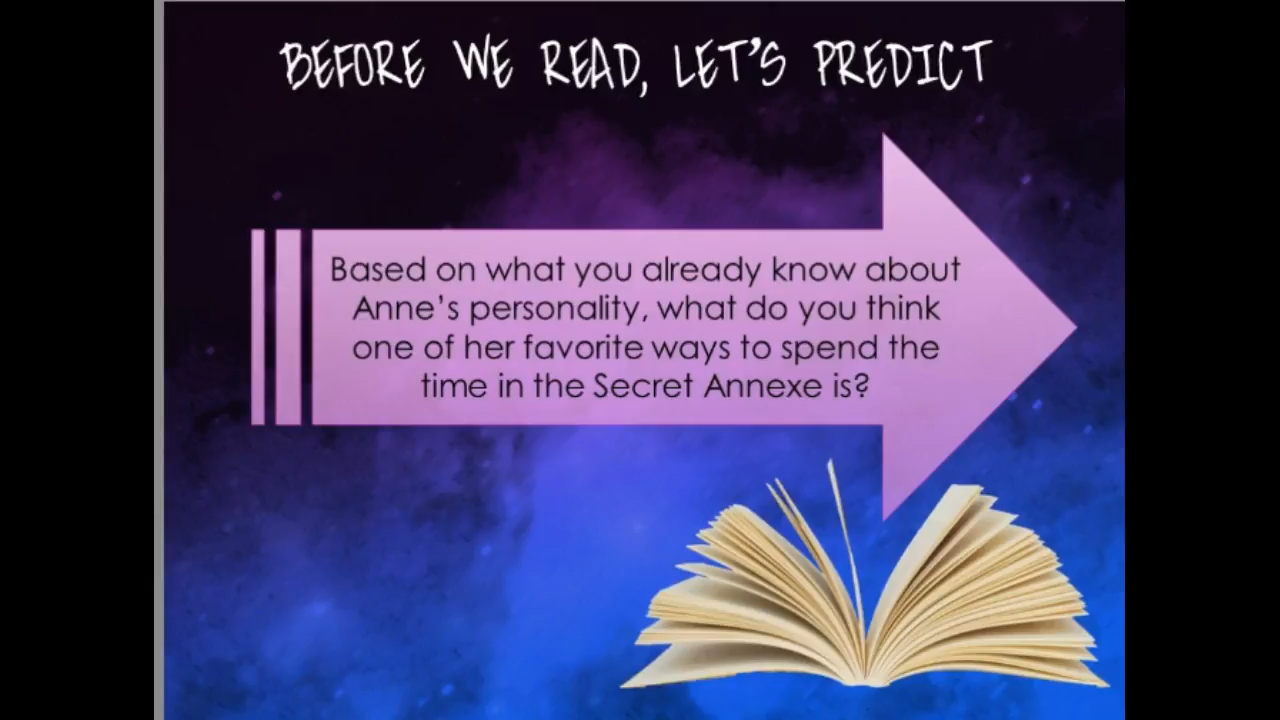 BEFORE WE READ, LET'S PREDICT
Based on what you already know about
Anne's personality, what do you think
one of her favorite ways to spend the
time in the Secret Annexe is?